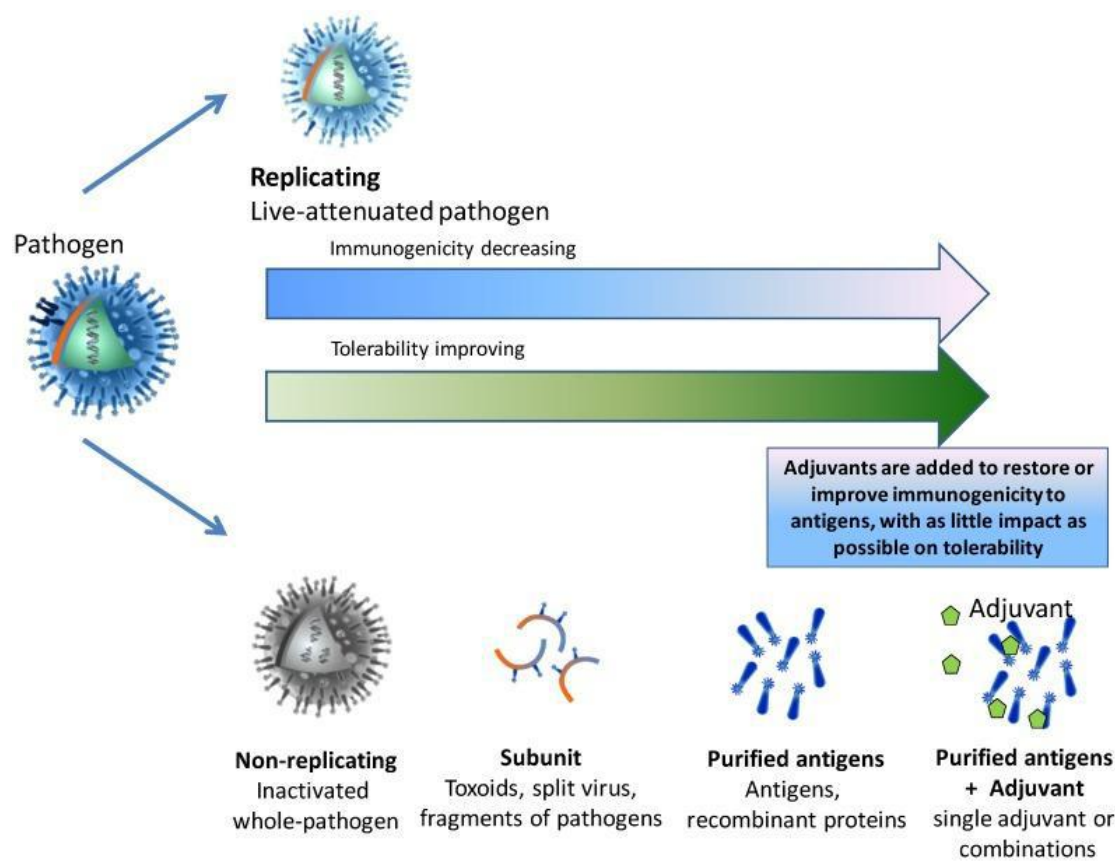 Replicating
Live-attenuated pathogen
Pathogen
Immunogenicity decreasing
Tolerability improving
Adjuvants are added to restore or
improve immunogenicity to
antigens, with as little impact as
possible on tolerability
Adjuvant
Non-replicating
Inactivated
whole-pathogen
Subunit
Toxoids, split virus,
fragments of pathogens
Purified antigens
Antigens,
recombinant proteins
Purified antigens
+ Adjuvant
single adjuvant or
combinations